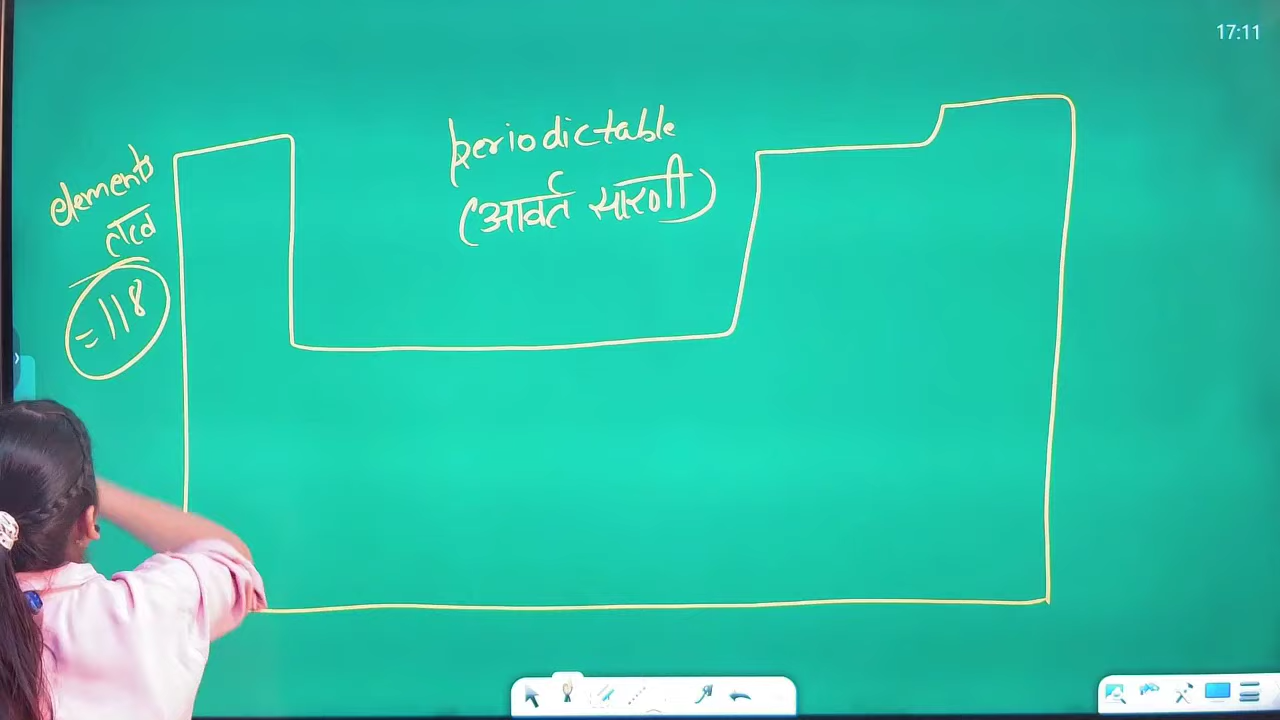 17:11
periodictable
(आवर्त सारणी)
elements
तत्व
=118